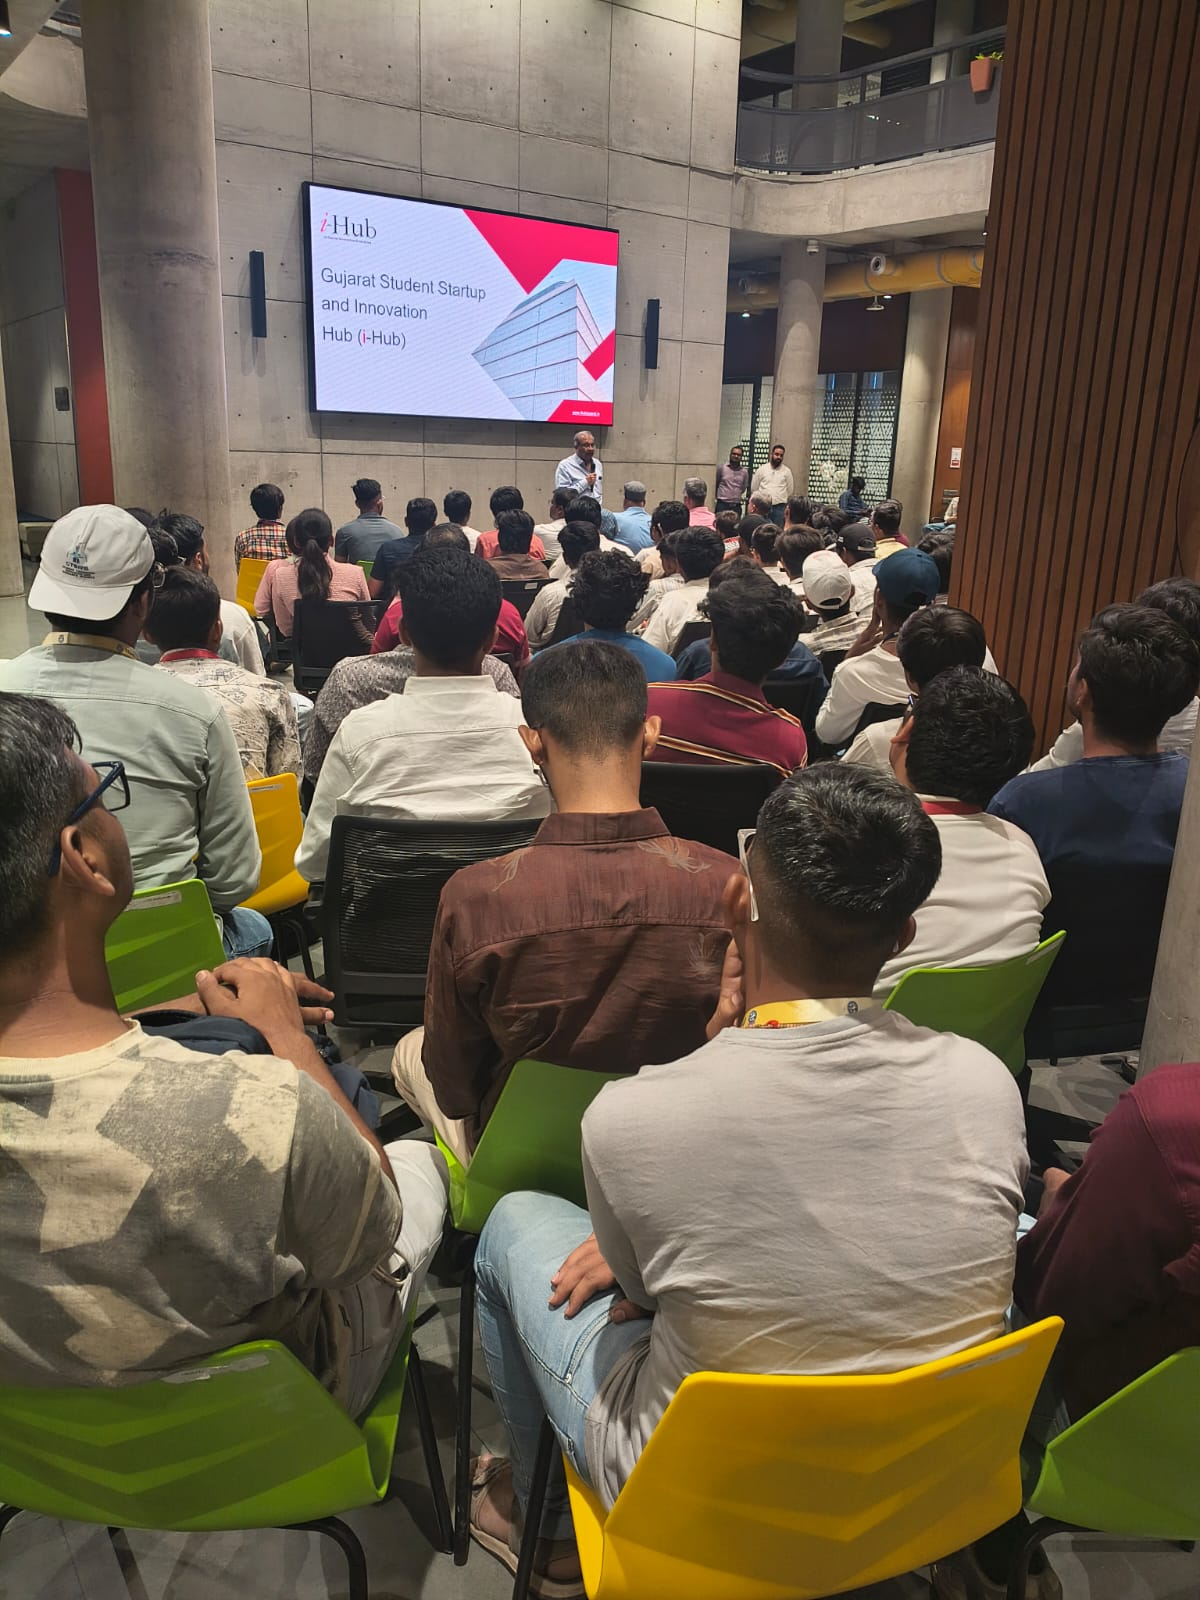 i-Hub
Gujarat Student Startup
and Innovation
Hub (i-Hub)